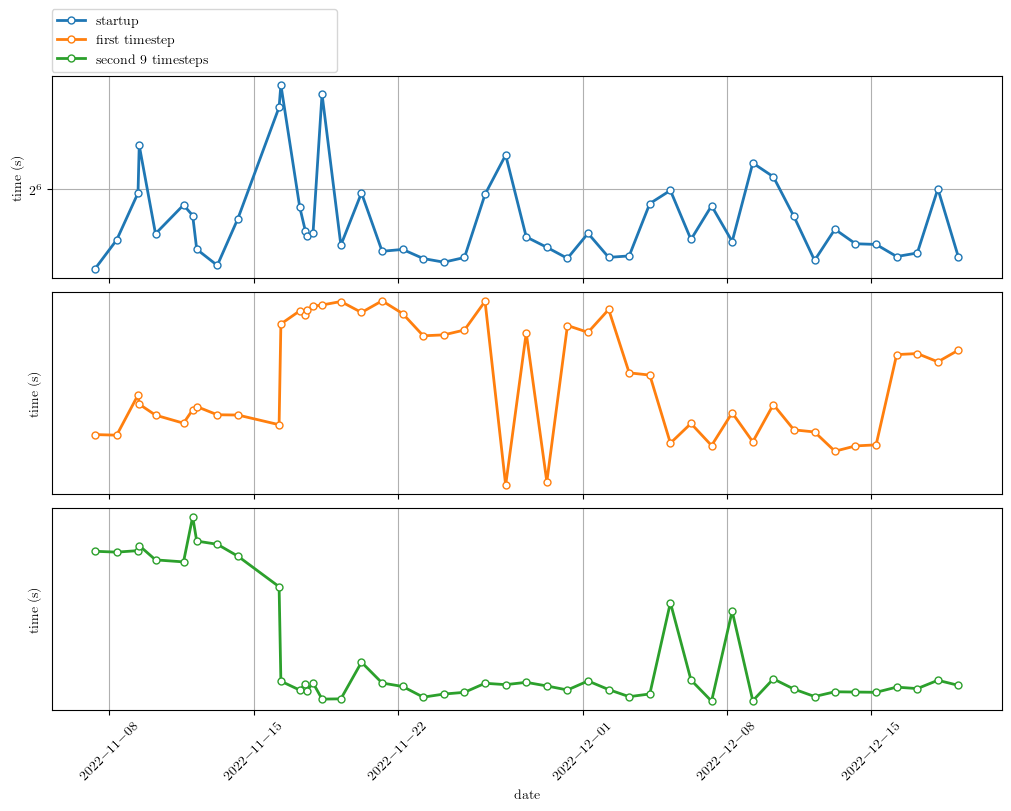 startup
first timestep
second 9 timesteps
time (s)
2⁶
time (s)
time (s)
2022−11−08
2022−11−15
2022−11−22
2022−12−01
2022−12−08
2022−12−15
date